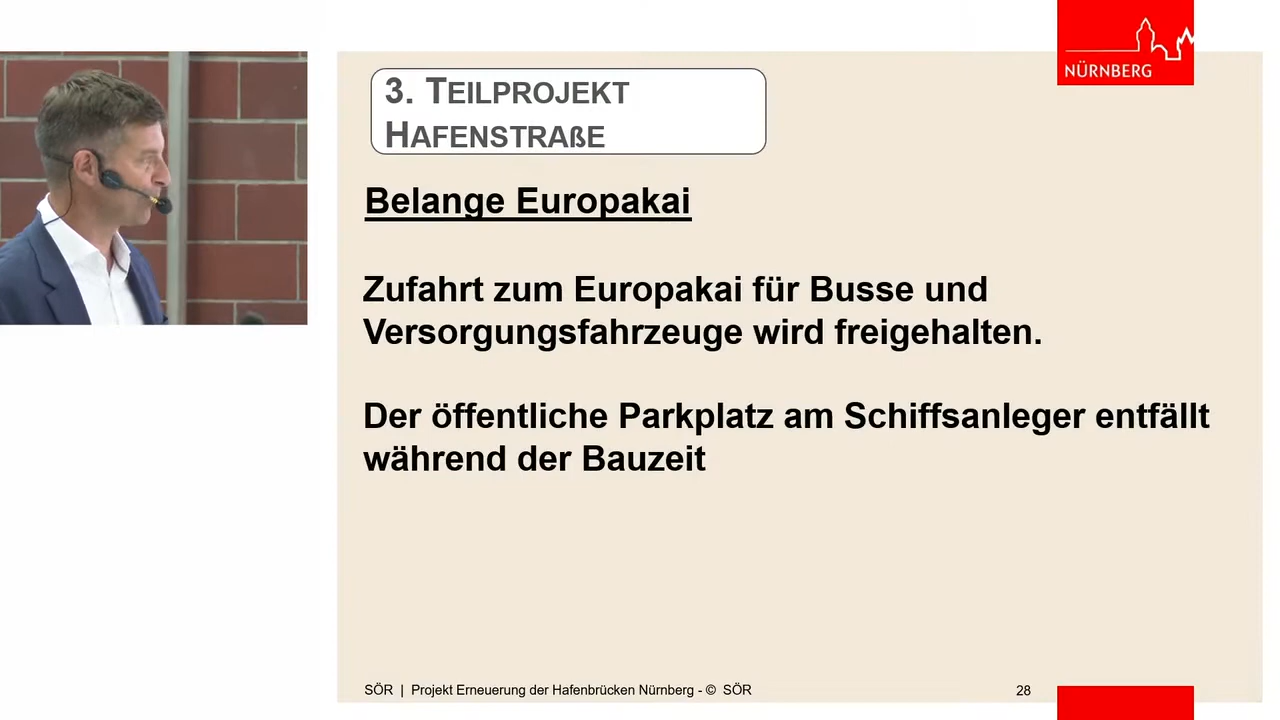 NÜRNBERG
3. TEILPROJEKT
HAFENSTRAßE
Belange Europakai
Zufahrt zum Europakai für Busse und
Versorgungsfahrzeuge wird freigehalten.
Der öffentliche Parkplatz am Schiffsanleger entfällt
während der Bauzeit
SÖR | Projekt Erneuerung der Hafenbrücken Nürnberg - © SÖR 28